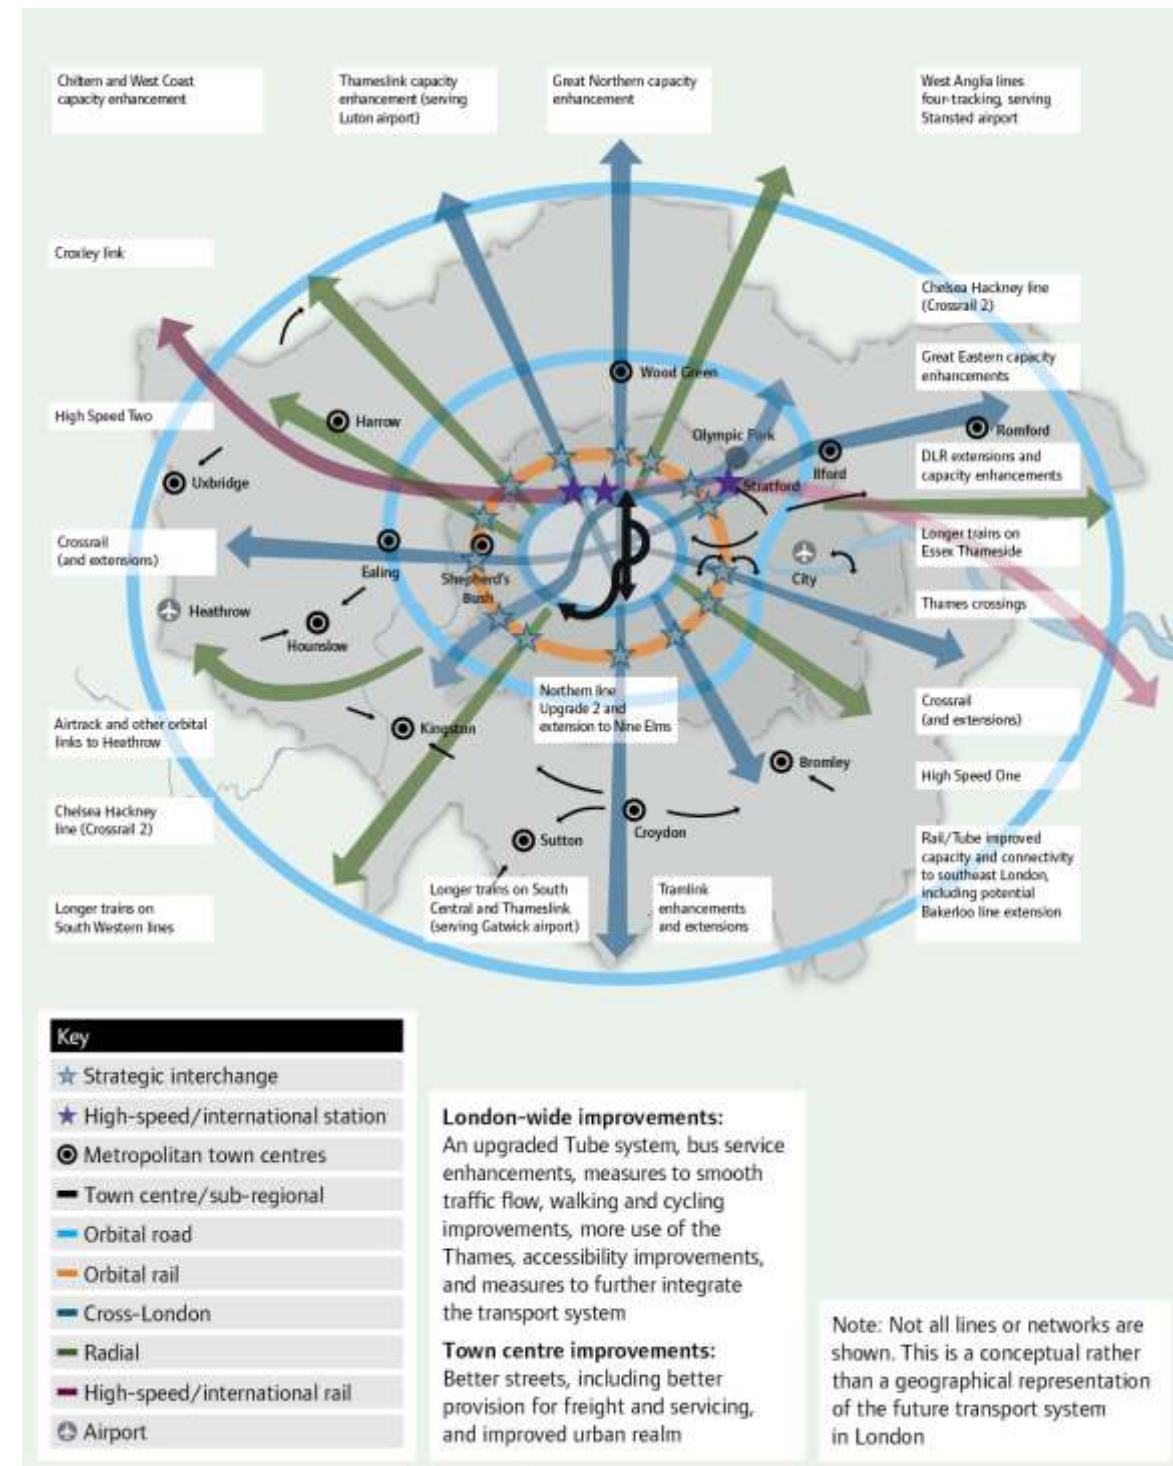 Chiltern and West Coast
capacity enhancement
Thameslink capacity
enhancement (serving
Luton airport)
Great Northern capacity
enhancement
West Anglia lines
four-tracking, serving
Stansted airport
Croxley link
Chelsea Hackney line
(Crossrail 2)
Great Eastern capacity
enhancements
Wood Green
High Speed Two
Harrow
Olympic Park
Romford
DLR extensions and
capacity enhancements
Ilford
Uxbridge
Stratford
Crossrail
(and extensions)
Longer trains on
Essex Thameside
Ealing
Shepherd's
Bush
City
Heathrow
Thames crossings
Hounslow
Northern line
Upgrade 2 and
extension to Nine Elms
Crossrail
(and extensions)
Airtrack and other orbital
links to Heathrow
Kingston
Bromley
High Speed One
Chelsea Hackney
line (Crossrail 2)
Croydon
Sutton
Rail/Tube improved
capacity and connectivity
to southeast London,
including potential
Bakerloo line extension
Longer trains on
South Western lines
Longer trains on South
Central and Thameslink
(serving Gatwick airport)
Tramlink
enhancements
and extensions
Key
Strategic interchange
High-speed/international station
Metropolitan town centres
Town centre/sub-regional
Orbital road
Orbital rail
Cross-London
Radial
High-speed/international rail
Airport
London-wide improvements:
An upgraded Tube system, bus service
enhancements, measures to smooth
traffic flow, walking and cycling
improvements, more use of the
Thames, accessibility improvements,
and measures to further integrate
the transport system
Town centre improvements:
Better streets, including better
provision for freight and servicing,
and improved urban realm
Note: Not all lines or networks are
shown. This is a conceptual rather
than a geographical representation
of the future transport system
in London